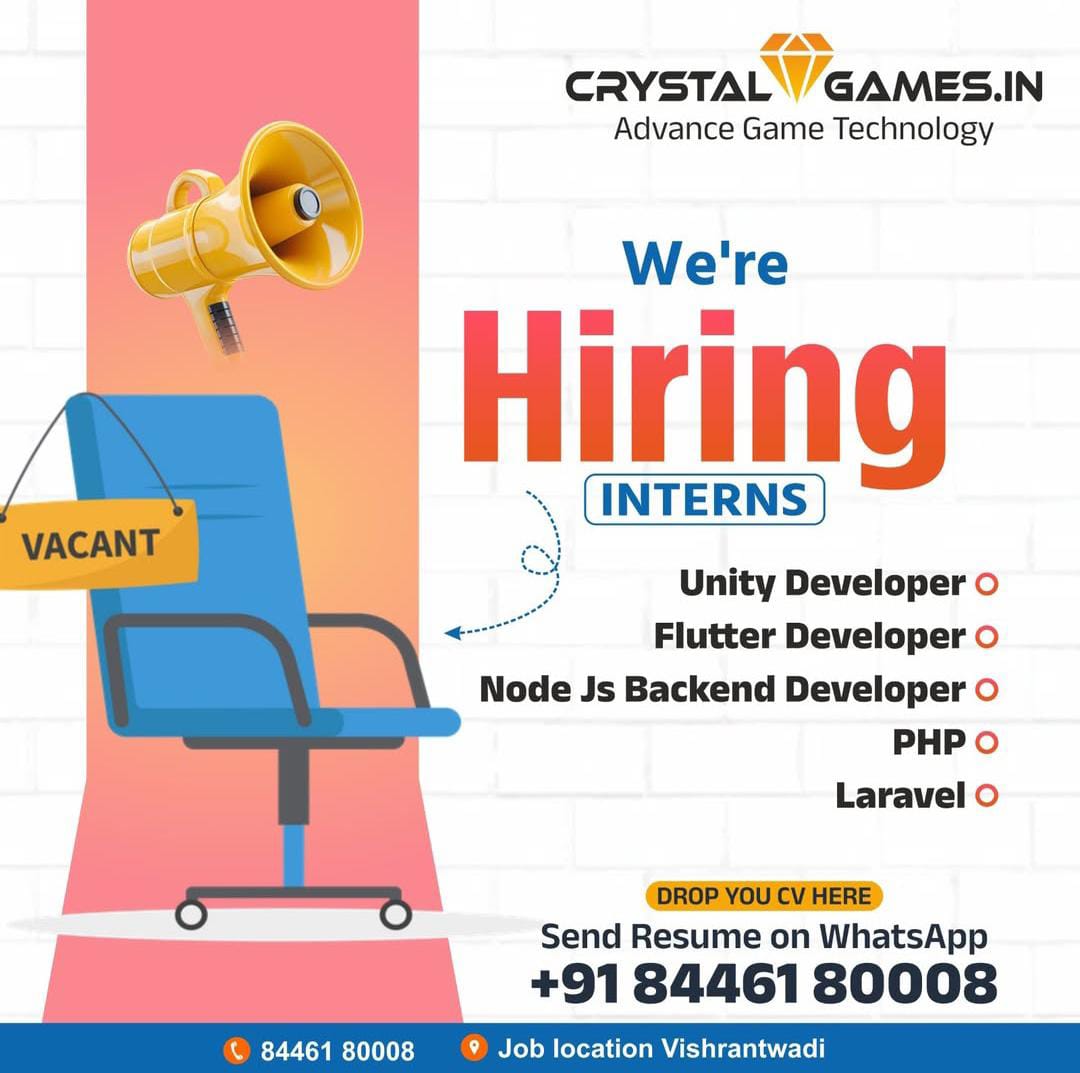 CRYSTAL GAMES.IN
Advance Game Technology
We're
Hiring
INTERNS
VACANT
Unity Developer
Flutter Developer
Node Js Backend Developer
PHP
Laravel
DROP YOU CV HERE
Send Resume on WhatsApp
+91 84461 80008
84461 80008 Job location Vishrantwadi